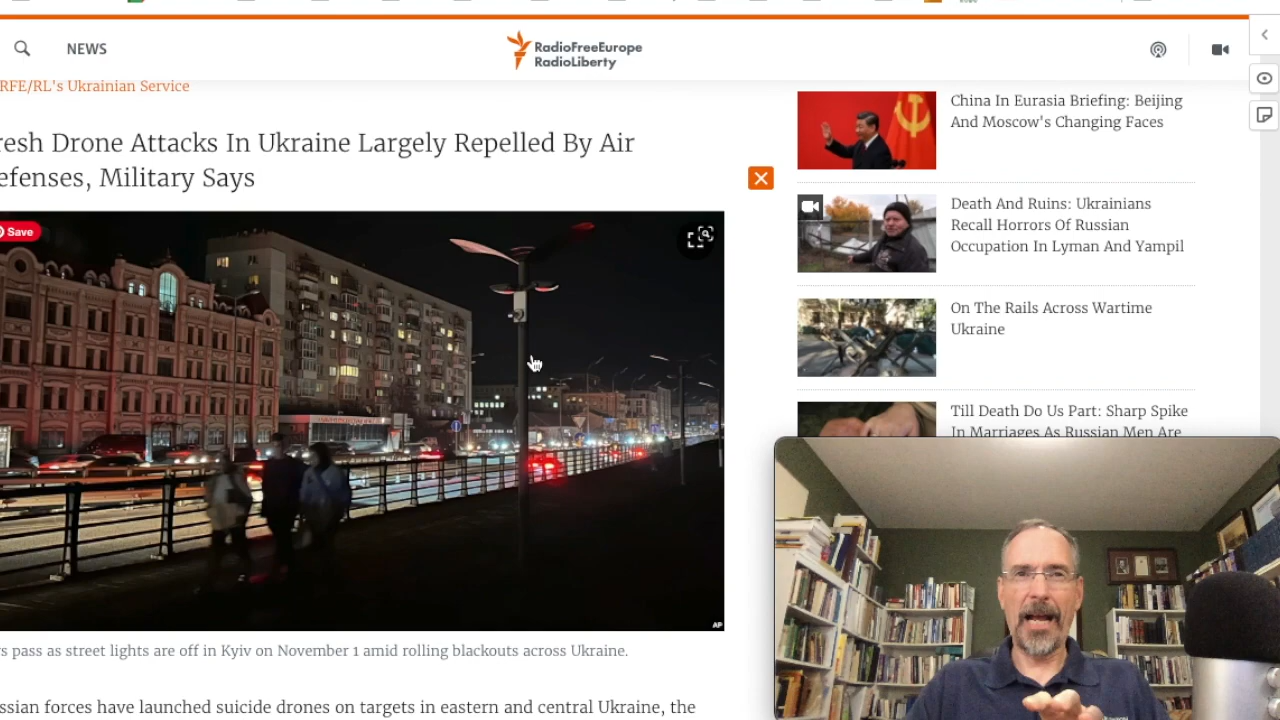 NEWS
RadioFreeEurope
RadioLiberty
RFE/RL's Ukrainian Service
resh Drone Attacks In Ukraine Largely Repelled By Air
efenses, Military Says
Save
AP
s pass as street lights are off in Kyiv on November 1 amid rolling blackouts across Ukraine.
ssian forces have launched suicide drones on targets in eastern and central Ukraine, the
China In Eurasia Briefing: Beijing
And Moscow's Changing Faces
Death And Ruins: Ukrainians
Recall Horrors Of Russian
Occupation In Lyman And Yampil
On The Rails Across Wartime
Ukraine
Till Death Do Us Part: Sharp Spike
In Marriages As Russian Men Are